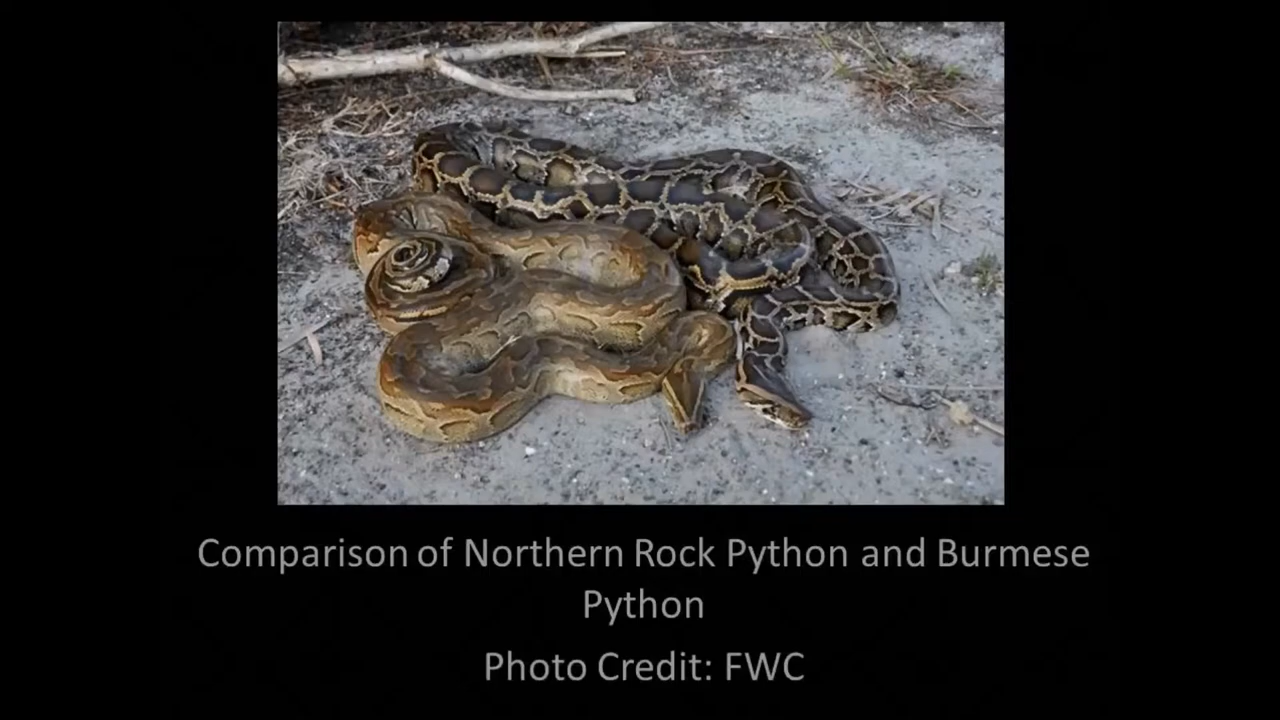 Comparison of Northern Rock Python and Burmese
Python
Photo Credit: FWC